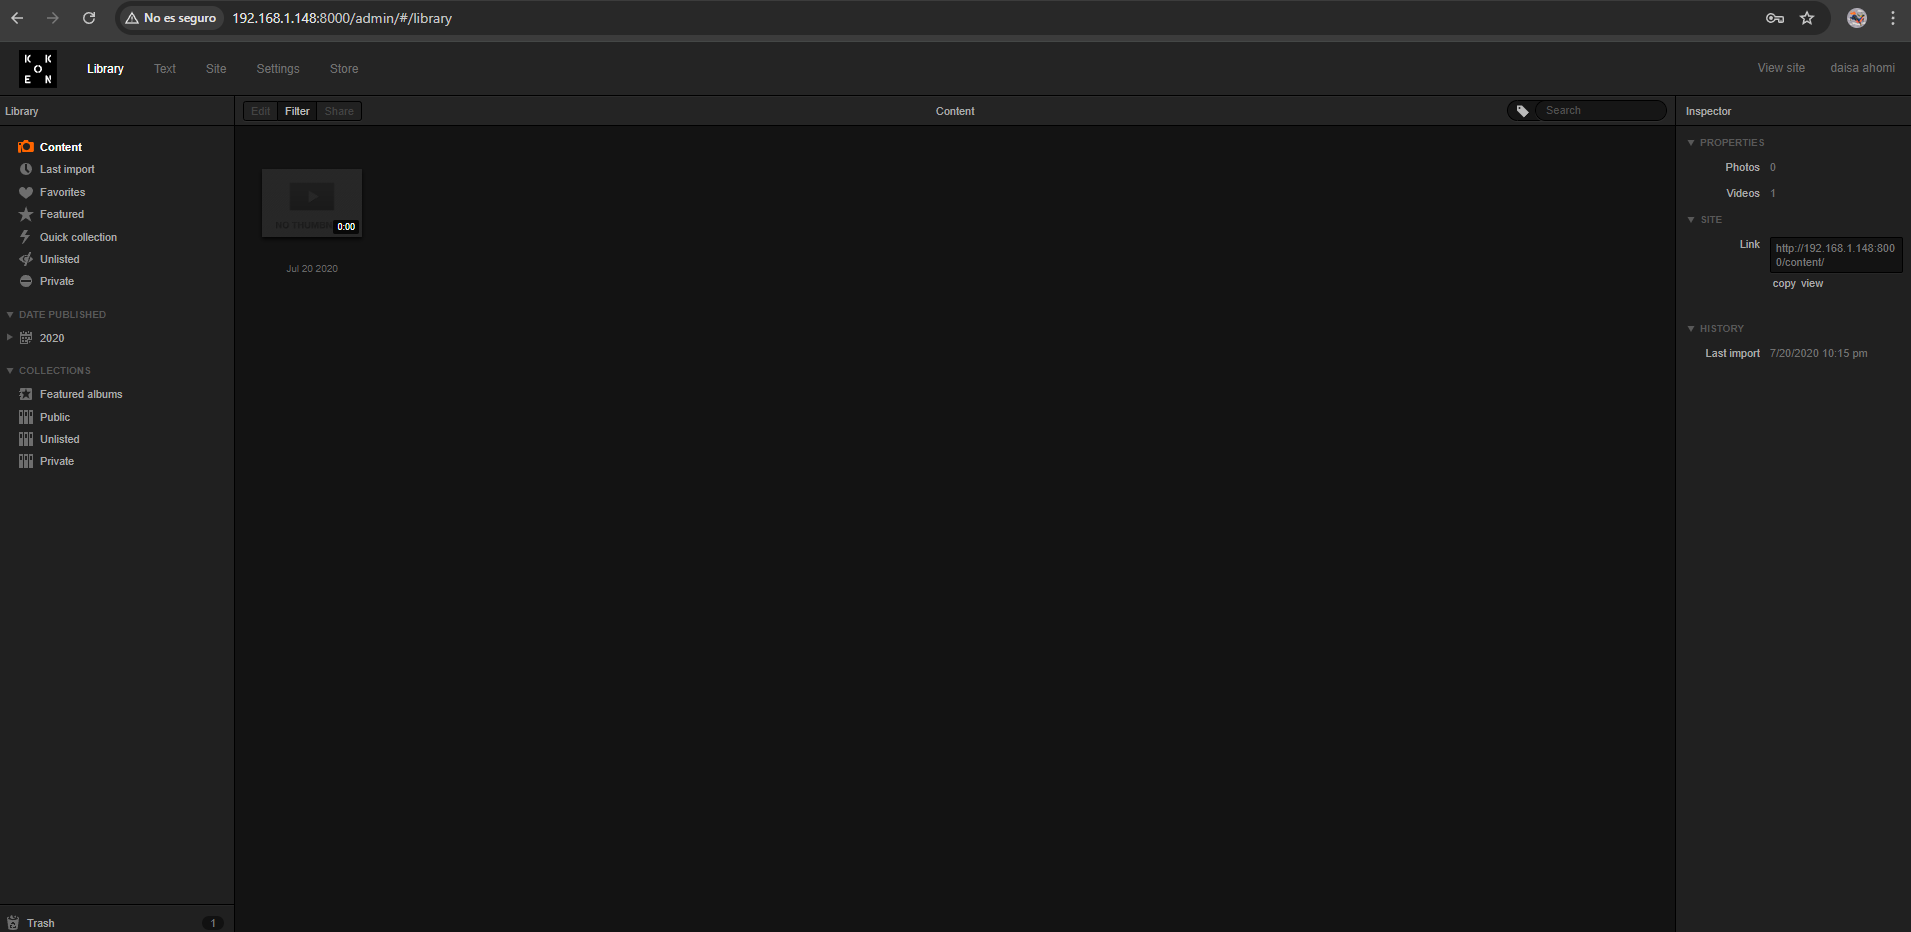 No es seguro 192.168.1.148:8000/admin/#/library
K K
O
E N
Library Text Site Settings Store View site daisa ahomi
Library
Edit Filter Share Content Search
Inspector
Content
Last import
Favorites
Featured
Quick collection
Unlisted
Private
DATE PUBLISHED
2020
COLLECTIONS
Featured albums
Public
Unlisted
Private
Trash 1
0:00
Jul 20 2020
PROPERTIES
Photos 0
Videos 1
SITE
Link http://192.168.1.148:800
0/content/
copy view
HISTORY
Last import 7/20/2020 10:15 pm